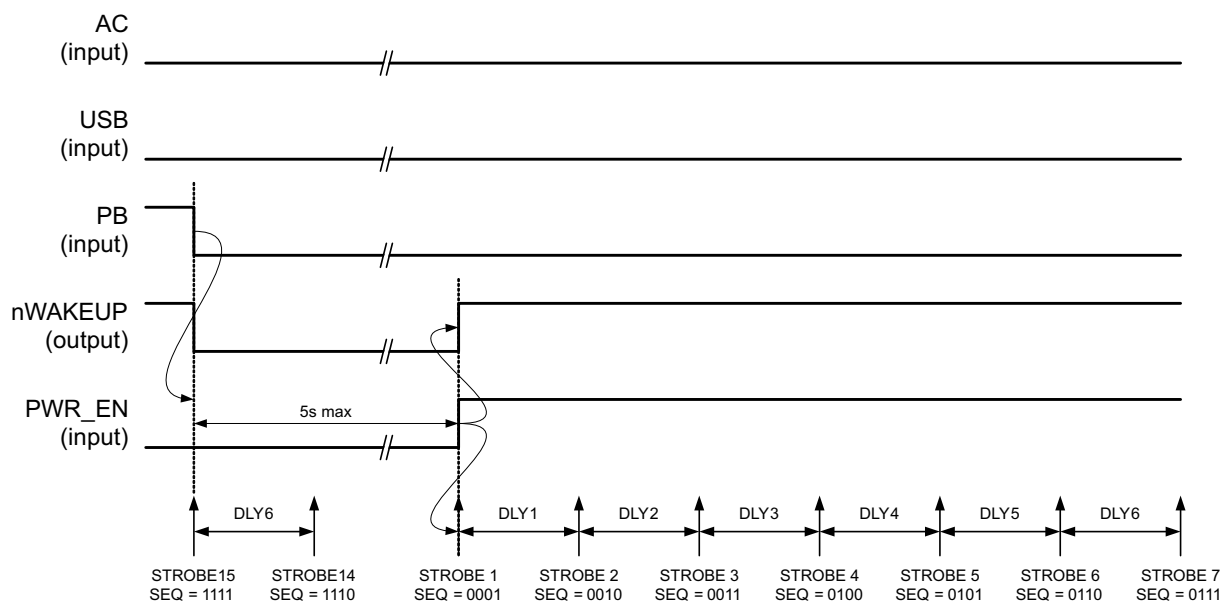 AC
(input)
USB
(input)
PB
(input)
nWAKEUP
(output)
PWR_EN
(input)
5s max
DLY6
DLY1
DLY2
DLY3
DLY4
DLY5
DLY6
STROBE15
SEQ = 1111
STROBE14
SEQ = 1110
STROBE 1
SEQ = 0001
STROBE 2
SEQ = 0010
STROBE 3
SEQ = 0011
STROBE 4
SEQ = 0100
STROBE 5
SEQ = 0101
STROBE 6
SEQ = 0110
STROBE 7
SEQ = 0111